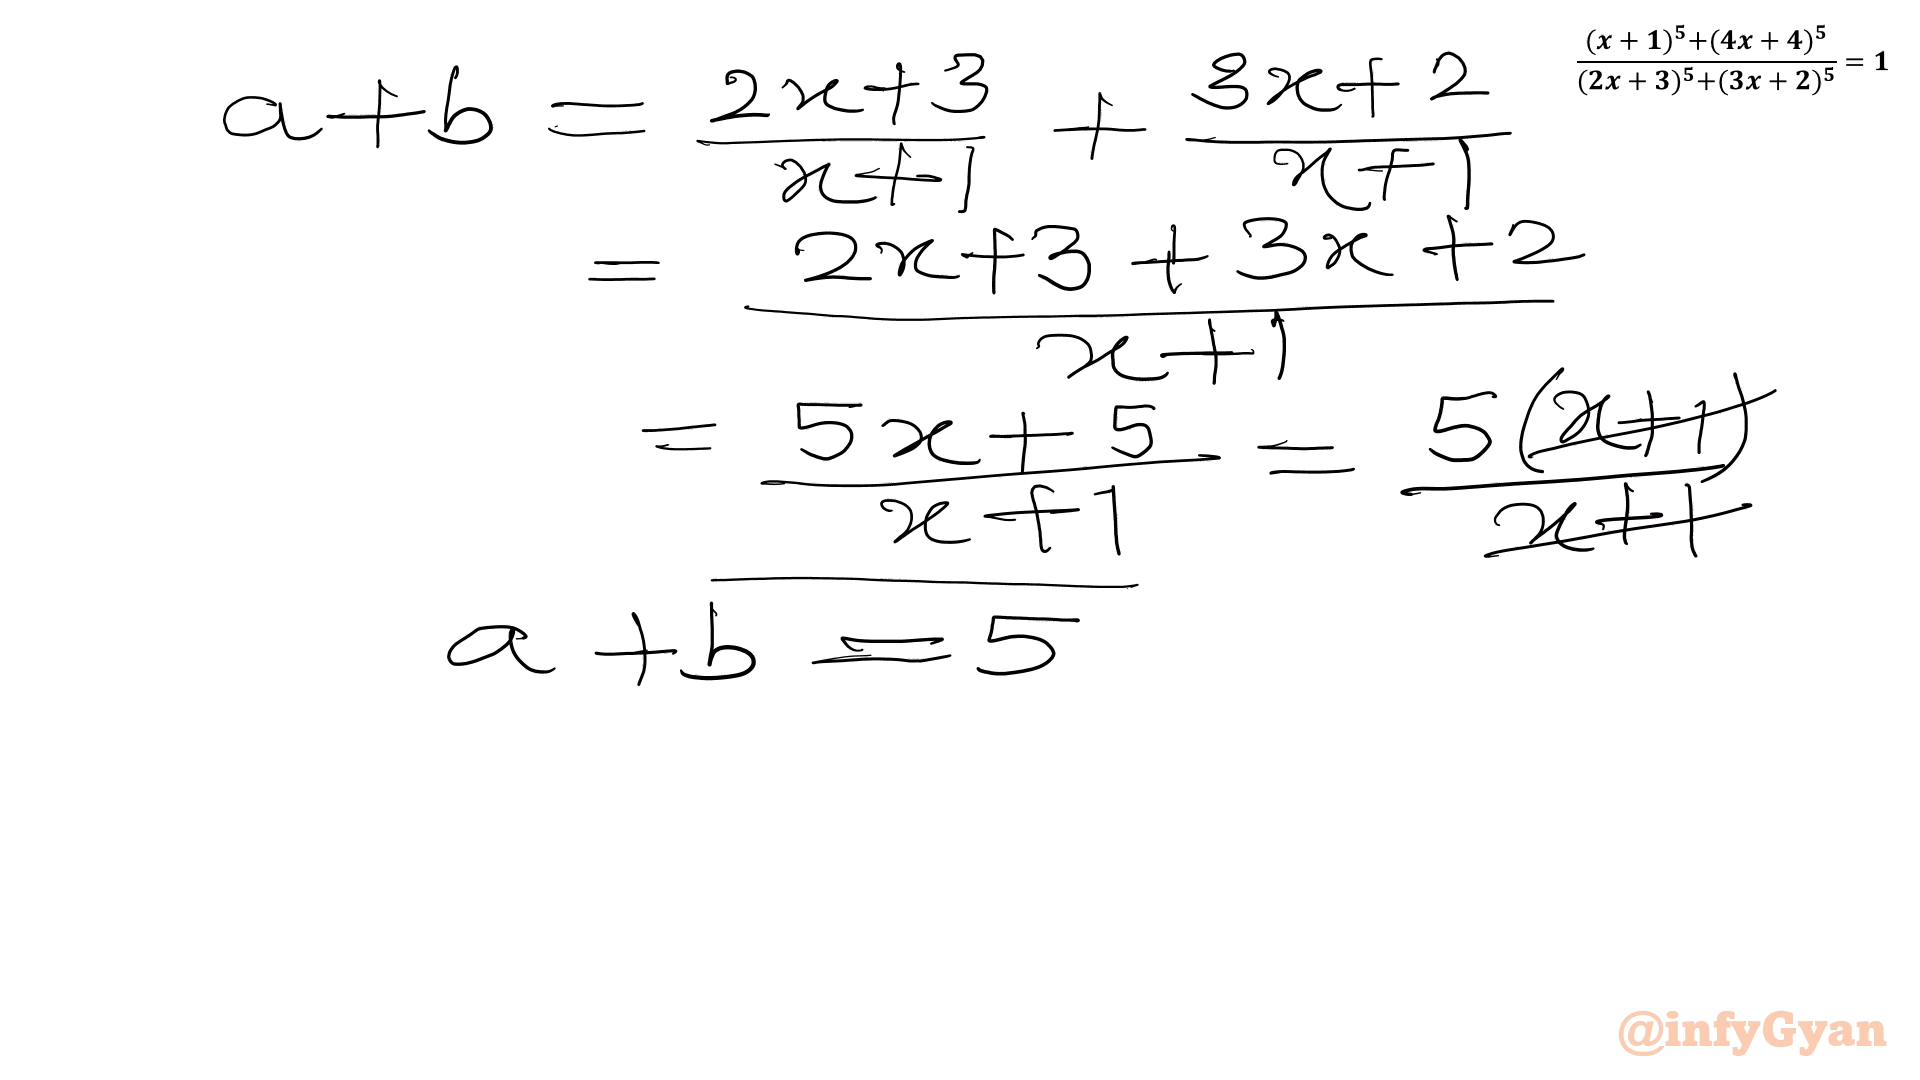 (x + 1)⁵+(4x + 4)⁵ / (2x + 3)⁵+(3x + 2)⁵ = 1
a+b = 2x+3 / x+1 + 3x+2 / x+1
= 2x+3+3x+2 / x+1
= 5x+5 / x+1 = 5(x+1) / x+1
a+b=5
@infyGyan